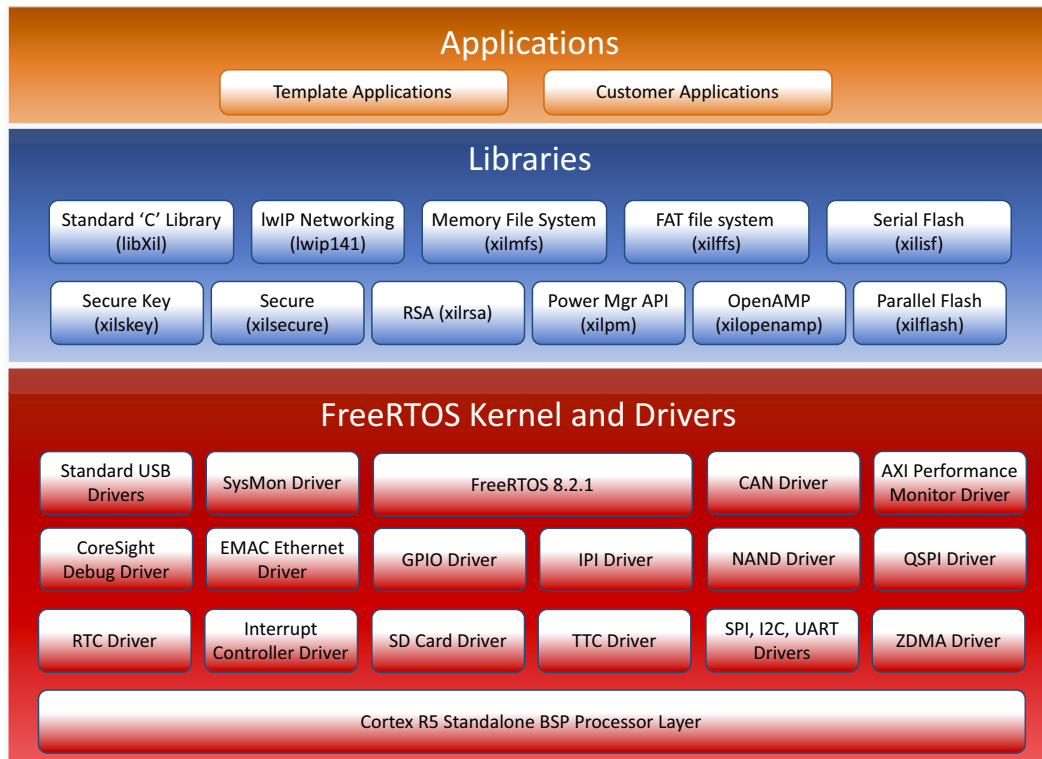 Applications
Template Applications
Customer Applications
Libraries
Standard ‘C’ Library
(libXil)
lwIP Networking
(lwip141)
Memory File System
(xilmfs)
FAT file system
(xilffs)
Serial Flash
(xilisf)
Secure Key
(xilskey)
Secure
(xilsecure)
RSA (xilrsa)
Power Mgr API
(xilpm)
OpenAMP
(xilopenamp)
Parallel Flash
(xilflash)
FreeRTOS Kernel and Drivers
Standard USB
Drivers
SysMon Driver
FreeRTOS 8.2.1
CAN Driver
AXI Performance
Monitor Driver
CoreSight
Debug Driver
EMAC Ethernet
Driver
GPIO Driver
IPI Driver
NAND Driver
QSPI Driver
RTC Driver
Interrupt
Controller Driver
SD Card Driver
TTC Driver
SPI, I2C, UART
Drivers
ZDMA Driver
Cortex R5 Standalone BSP Processor Layer